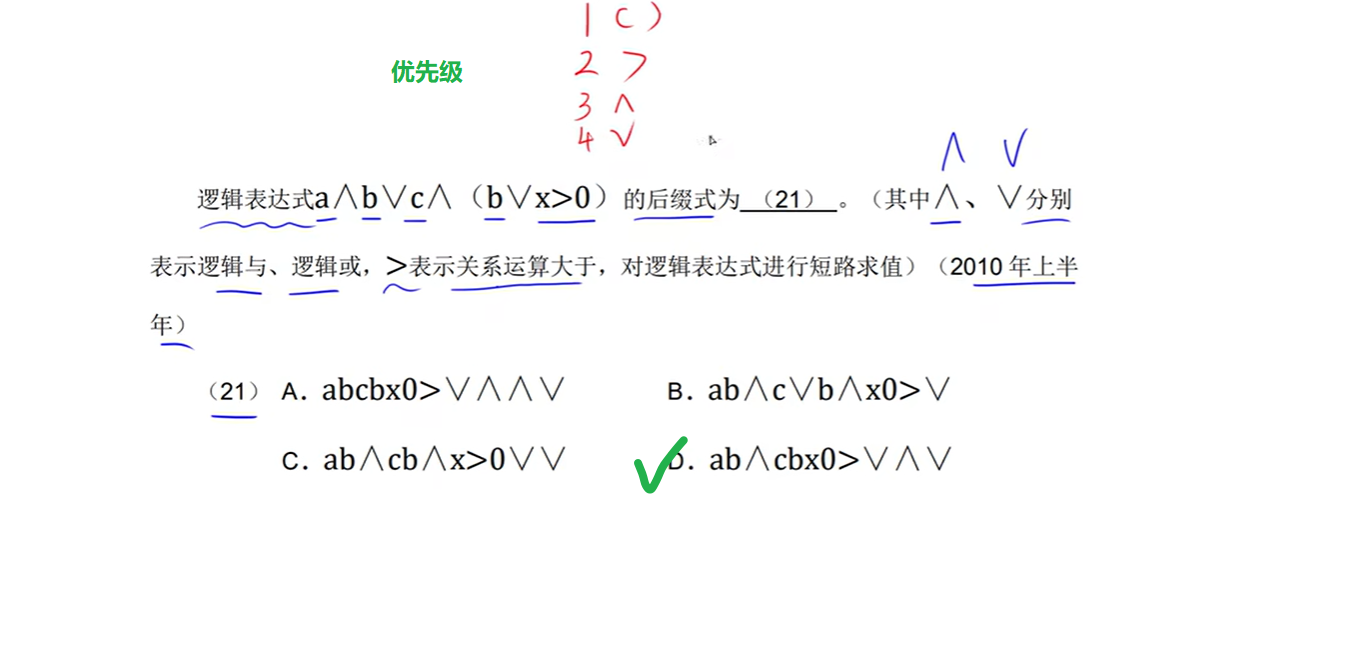 1 ( )
优先级
2 >
3 ∧
4 ∨
∧ ∨
逻辑表达式a∧b∨c∧（b∨x>0）的后缀式为（21）。（其中∧、∨分别
表示逻辑与、逻辑或，>表示关系运算大于，对逻辑表达式进行短路求值）（2010年上半
年）
（21） A. abcbx0>∨∧∧∨ B. ab∧c∨b∧x0>∨
C. ab∧cb∧x>0∨∨ D. ab∧cbx0>∨∧∨